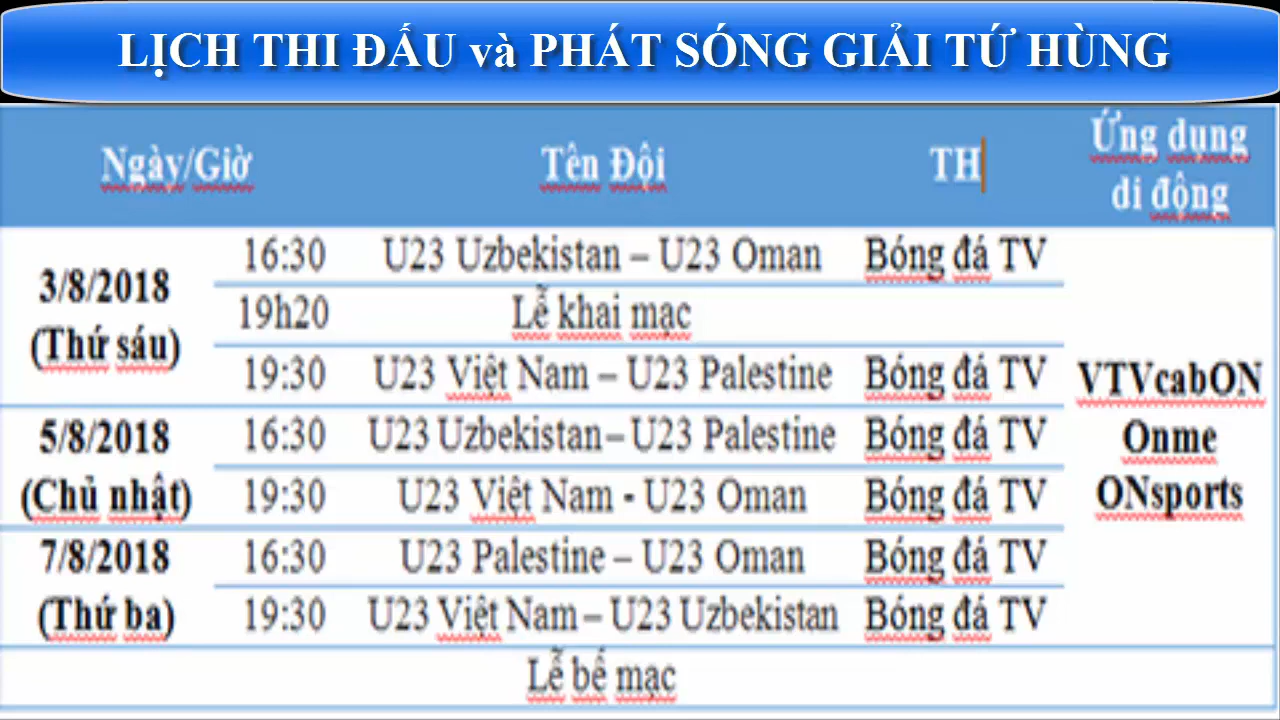 LỊCH THI ĐẤU và PHÁT SÓNG GIẢI TỨ HÙNG
Ngày/Giờ Tên Đội TH Ứng dụng di động
3/8/2018 (Thứ sáu)
16:30 U23 Uzbekistan – U23 Oman Bóng đá TV
19h20 Lễ khai mạc
19:30 U23 Việt Nam – U23 Palestine Bóng đá TV
5/8/2018 (Chủ nhật)
16:30 U23 Uzbekistan – U23 Palestine Bóng đá TV
19:30 U23 Việt Nam - U23 Oman Bóng đá TV
7/8/2018 (Thứ ba)
16:30 U23 Palestine – U23 Oman Bóng đá TV
19:30 U23 Việt Nam – U23 Uzbekistan Bóng đá TV
VTVcabON
Onme
ONsports
Lễ bế mạc